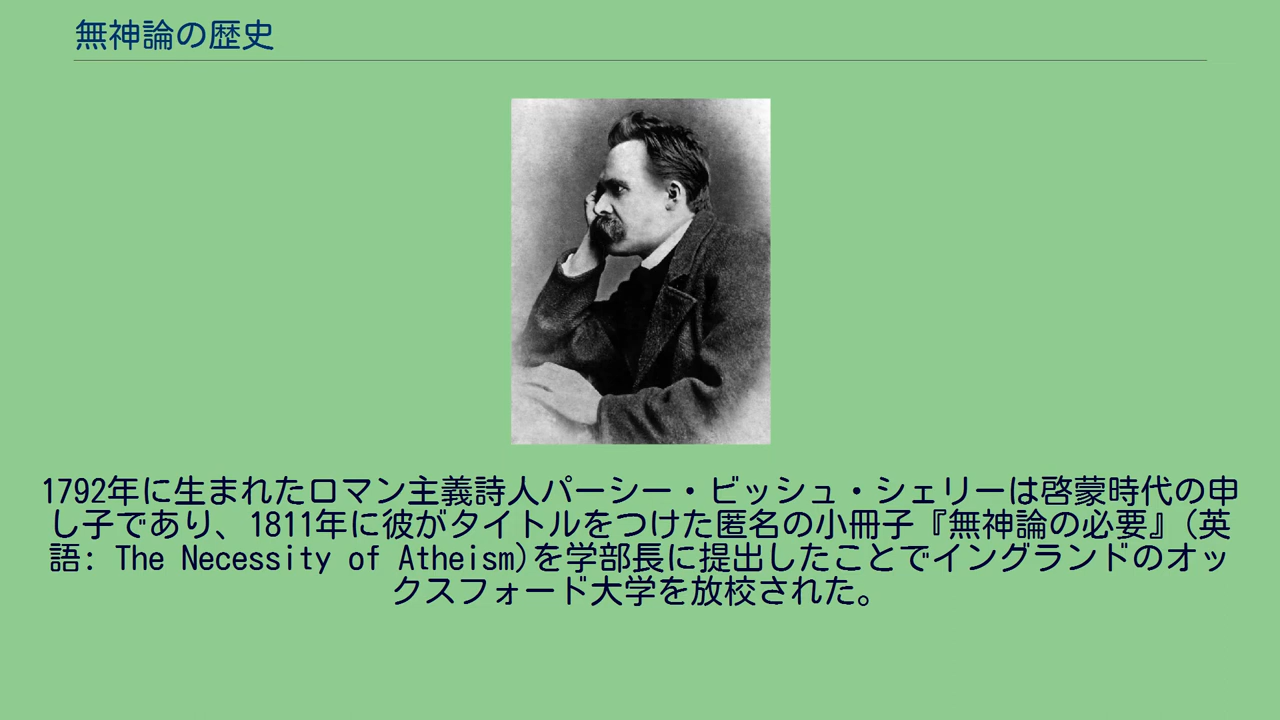 無神論の歴史
1792年に生まれたロマン主義詩人パーシー・ビッシュ・シェリーは啓蒙時代の申
し子であり、1811年に彼がタイトルをつけた匿名の小冊子『無神論の必要』(英
語: The Necessity of Atheism)を学部長に提出したことでイングランドのオッ
クスフォード大学を放校された。